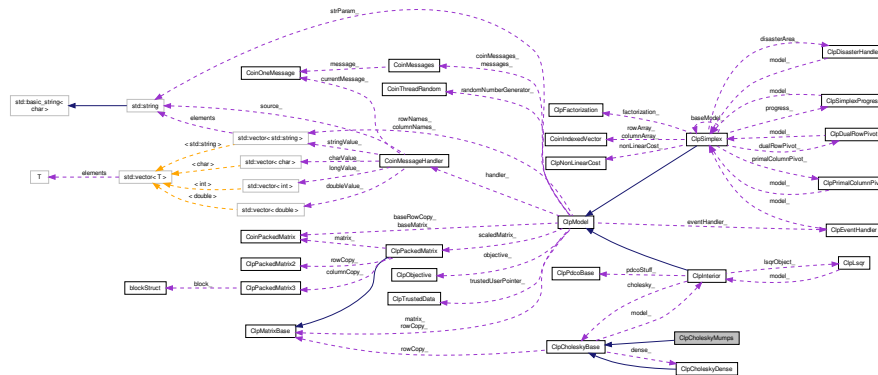 strParam_
disasterArea_
ClpDisasterHandler
coinMessages_
messages_
message_
CoinMessages
CoinOneMessage
currentMessage_
model_
CoinThreadRandom
randomNumberGenerator_
model_
ClpSimplexProgress
std::basic_string<
char >
std::string
source_
ClpFactorization
factorization_
baseModel_
progress_
elements
rowNames_
columnNames_
std::vector< std::string >
CoinIndexedVector
rowArray_
columnArray_
nonLinearCost_
ClpSimplex
model_
ClpDualRowPivot
dualRowPivot_
< std::string >
stringValue_
ClpNonLinearCost
primalColumnPivot_
std::vector< char >
charValue_
longValue_
CoinMessageHandler
< char >
T
elements
std::vector< T >
< int >
std::vector< int >
handler_
model_
ClpPrimalColumnPiv
doubleValue_
< double >
std::vector< double >
model_
baseRowCopy_
baseMatrix_
ClpModel
eventHandler_
ClpEventHandler
CoinPackedMatrix
matrix_
ClpPackedMatrix
scaledMatrix_
ClpPackedMatrix2
rowCopy_
columnCopy_
objective_
ClpObjective
ClpPdcoBase
pdcoStuff_
ClpInterior
lsqrObject_
ClpLsqr
model_
blockStruct
block_
ClpPackedMatrix3
trustedUserPointer_
ClpTrustedData
cholesky_
model_
matrix_
rowCopy_
ClpMatrixBase
ClpCholeskyMumps
rowCopy_
ClpCholeskyBase
dense_
ClpCholeskyDense